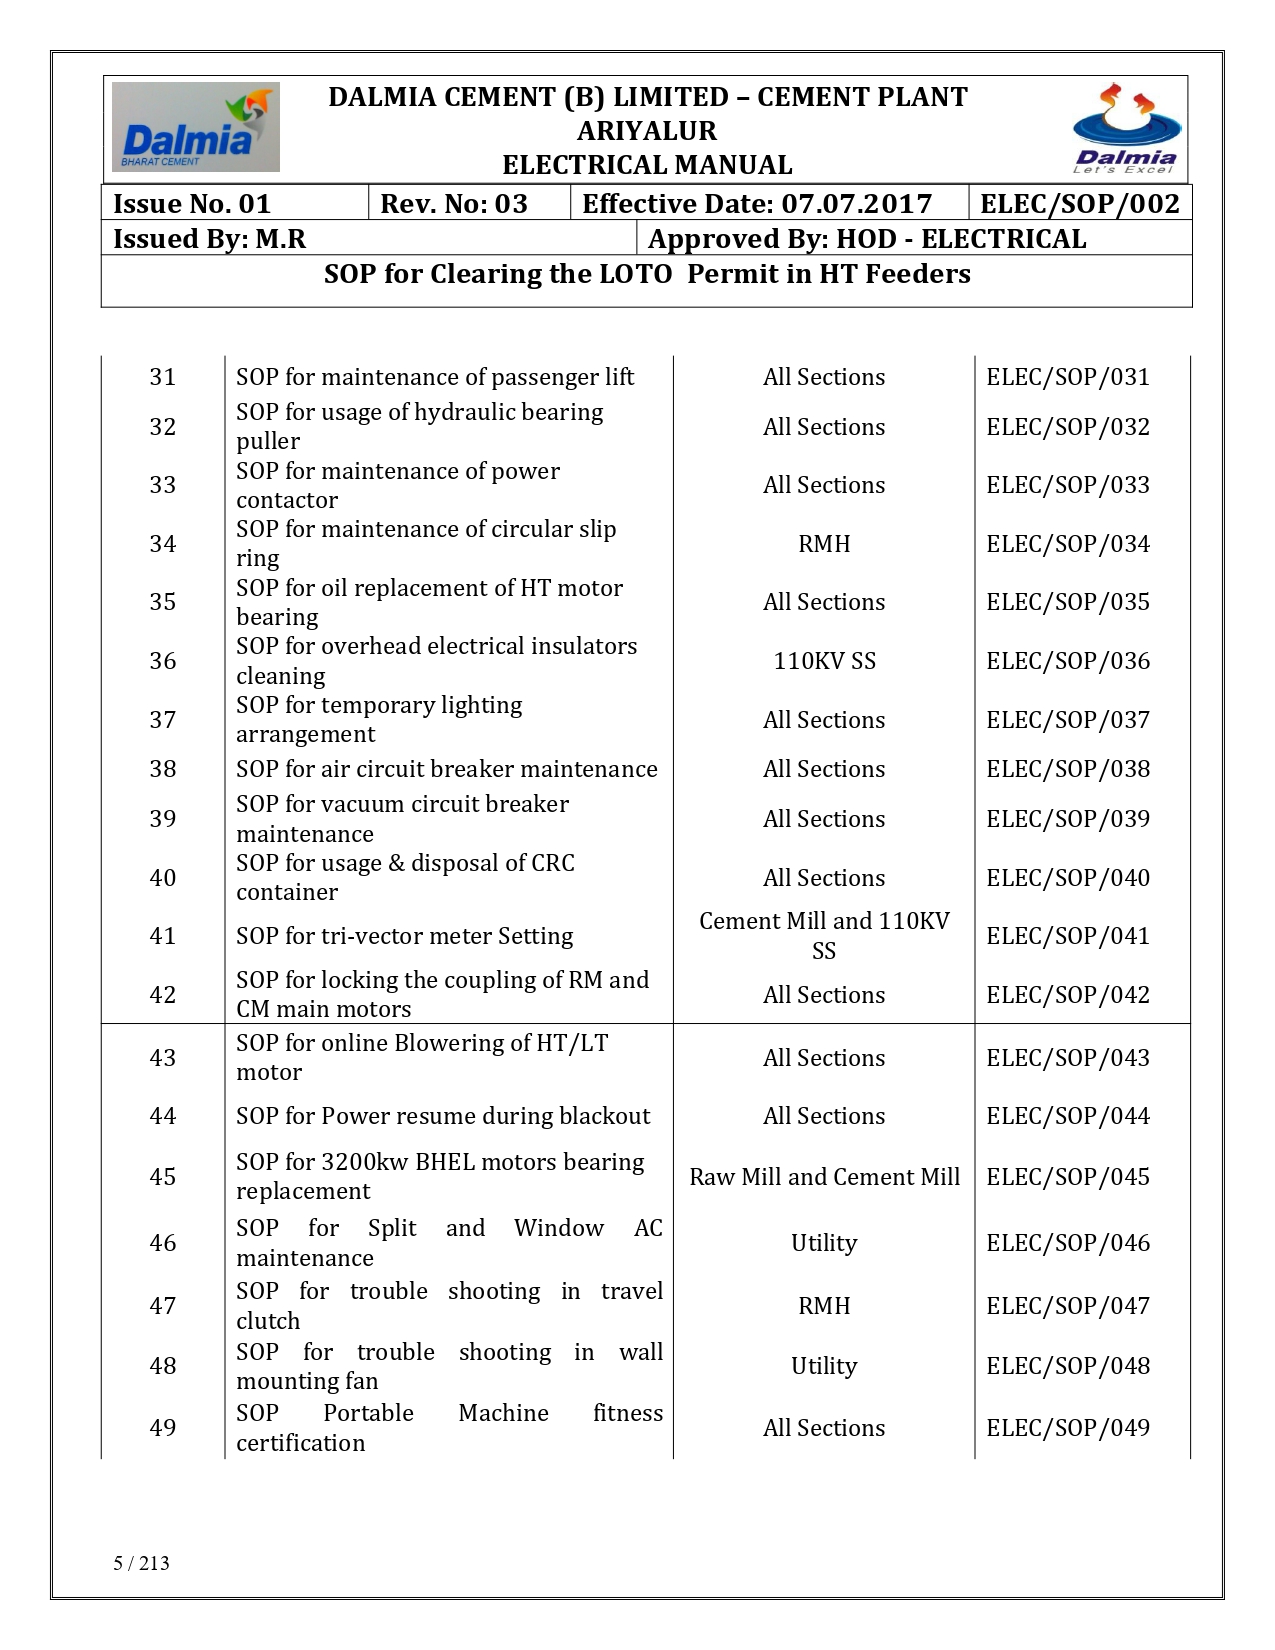 Dalmia
BHARAT CEMENT
DALMIA CEMENT (B) LIMITED – CEMENT PLANT
ARIYALUR
ELECTRICAL MANUAL
Dalmia
Let's Excel
Issue No. 01 Rev. No: 03 Effective Date: 07.07.2017 ELEC/SOP/002
Issued By: M.R Approved By: HOD - ELECTRICAL
SOP for Clearing the LOTO Permit in HT Feeders
31 SOP for maintenance of passenger lift All Sections ELEC/SOP/031
32 SOP for usage of hydraulic bearing
puller All Sections ELEC/SOP/032
33 SOP for maintenance of power
contactor All Sections ELEC/SOP/033
34 SOP for maintenance of circular slip
ring RMH ELEC/SOP/034
35 SOP for oil replacement of HT motor
bearing All Sections ELEC/SOP/035
36 SOP for overhead electrical insulators
cleaning 110KV SS ELEC/SOP/036
37 SOP for temporary lighting
arrangement All Sections ELEC/SOP/037
38 SOP for air circuit breaker maintenance All Sections ELEC/SOP/038
39 SOP for vacuum circuit breaker
maintenance All Sections ELEC/SOP/039
40 SOP for usage & disposal of CRC
container All Sections ELEC/SOP/040
41 SOP for tri-vector meter Setting Cement Mill and 110KV
SS ELEC/SOP/041
42 SOP for locking the coupling of RM and
CM main motors All Sections ELEC/SOP/042
43 SOP for online Blowering of HT/LT
motor All Sections ELEC/SOP/043
44 SOP for Power resume during blackout All Sections ELEC/SOP/044
45 SOP for 3200kw BHEL motors bearing
replacement Raw Mill and Cement Mill ELEC/SOP/045
46 SOP for Split and Window AC
maintenance Utility ELEC/SOP/046
47 SOP for trouble shooting in travel
clutch RMH ELEC/SOP/047
48 SOP for trouble shooting in wall
mounting fan Utility ELEC/SOP/048
49 SOP Portable Machine fitness
certification All Sections ELEC/SOP/049
5 / 213